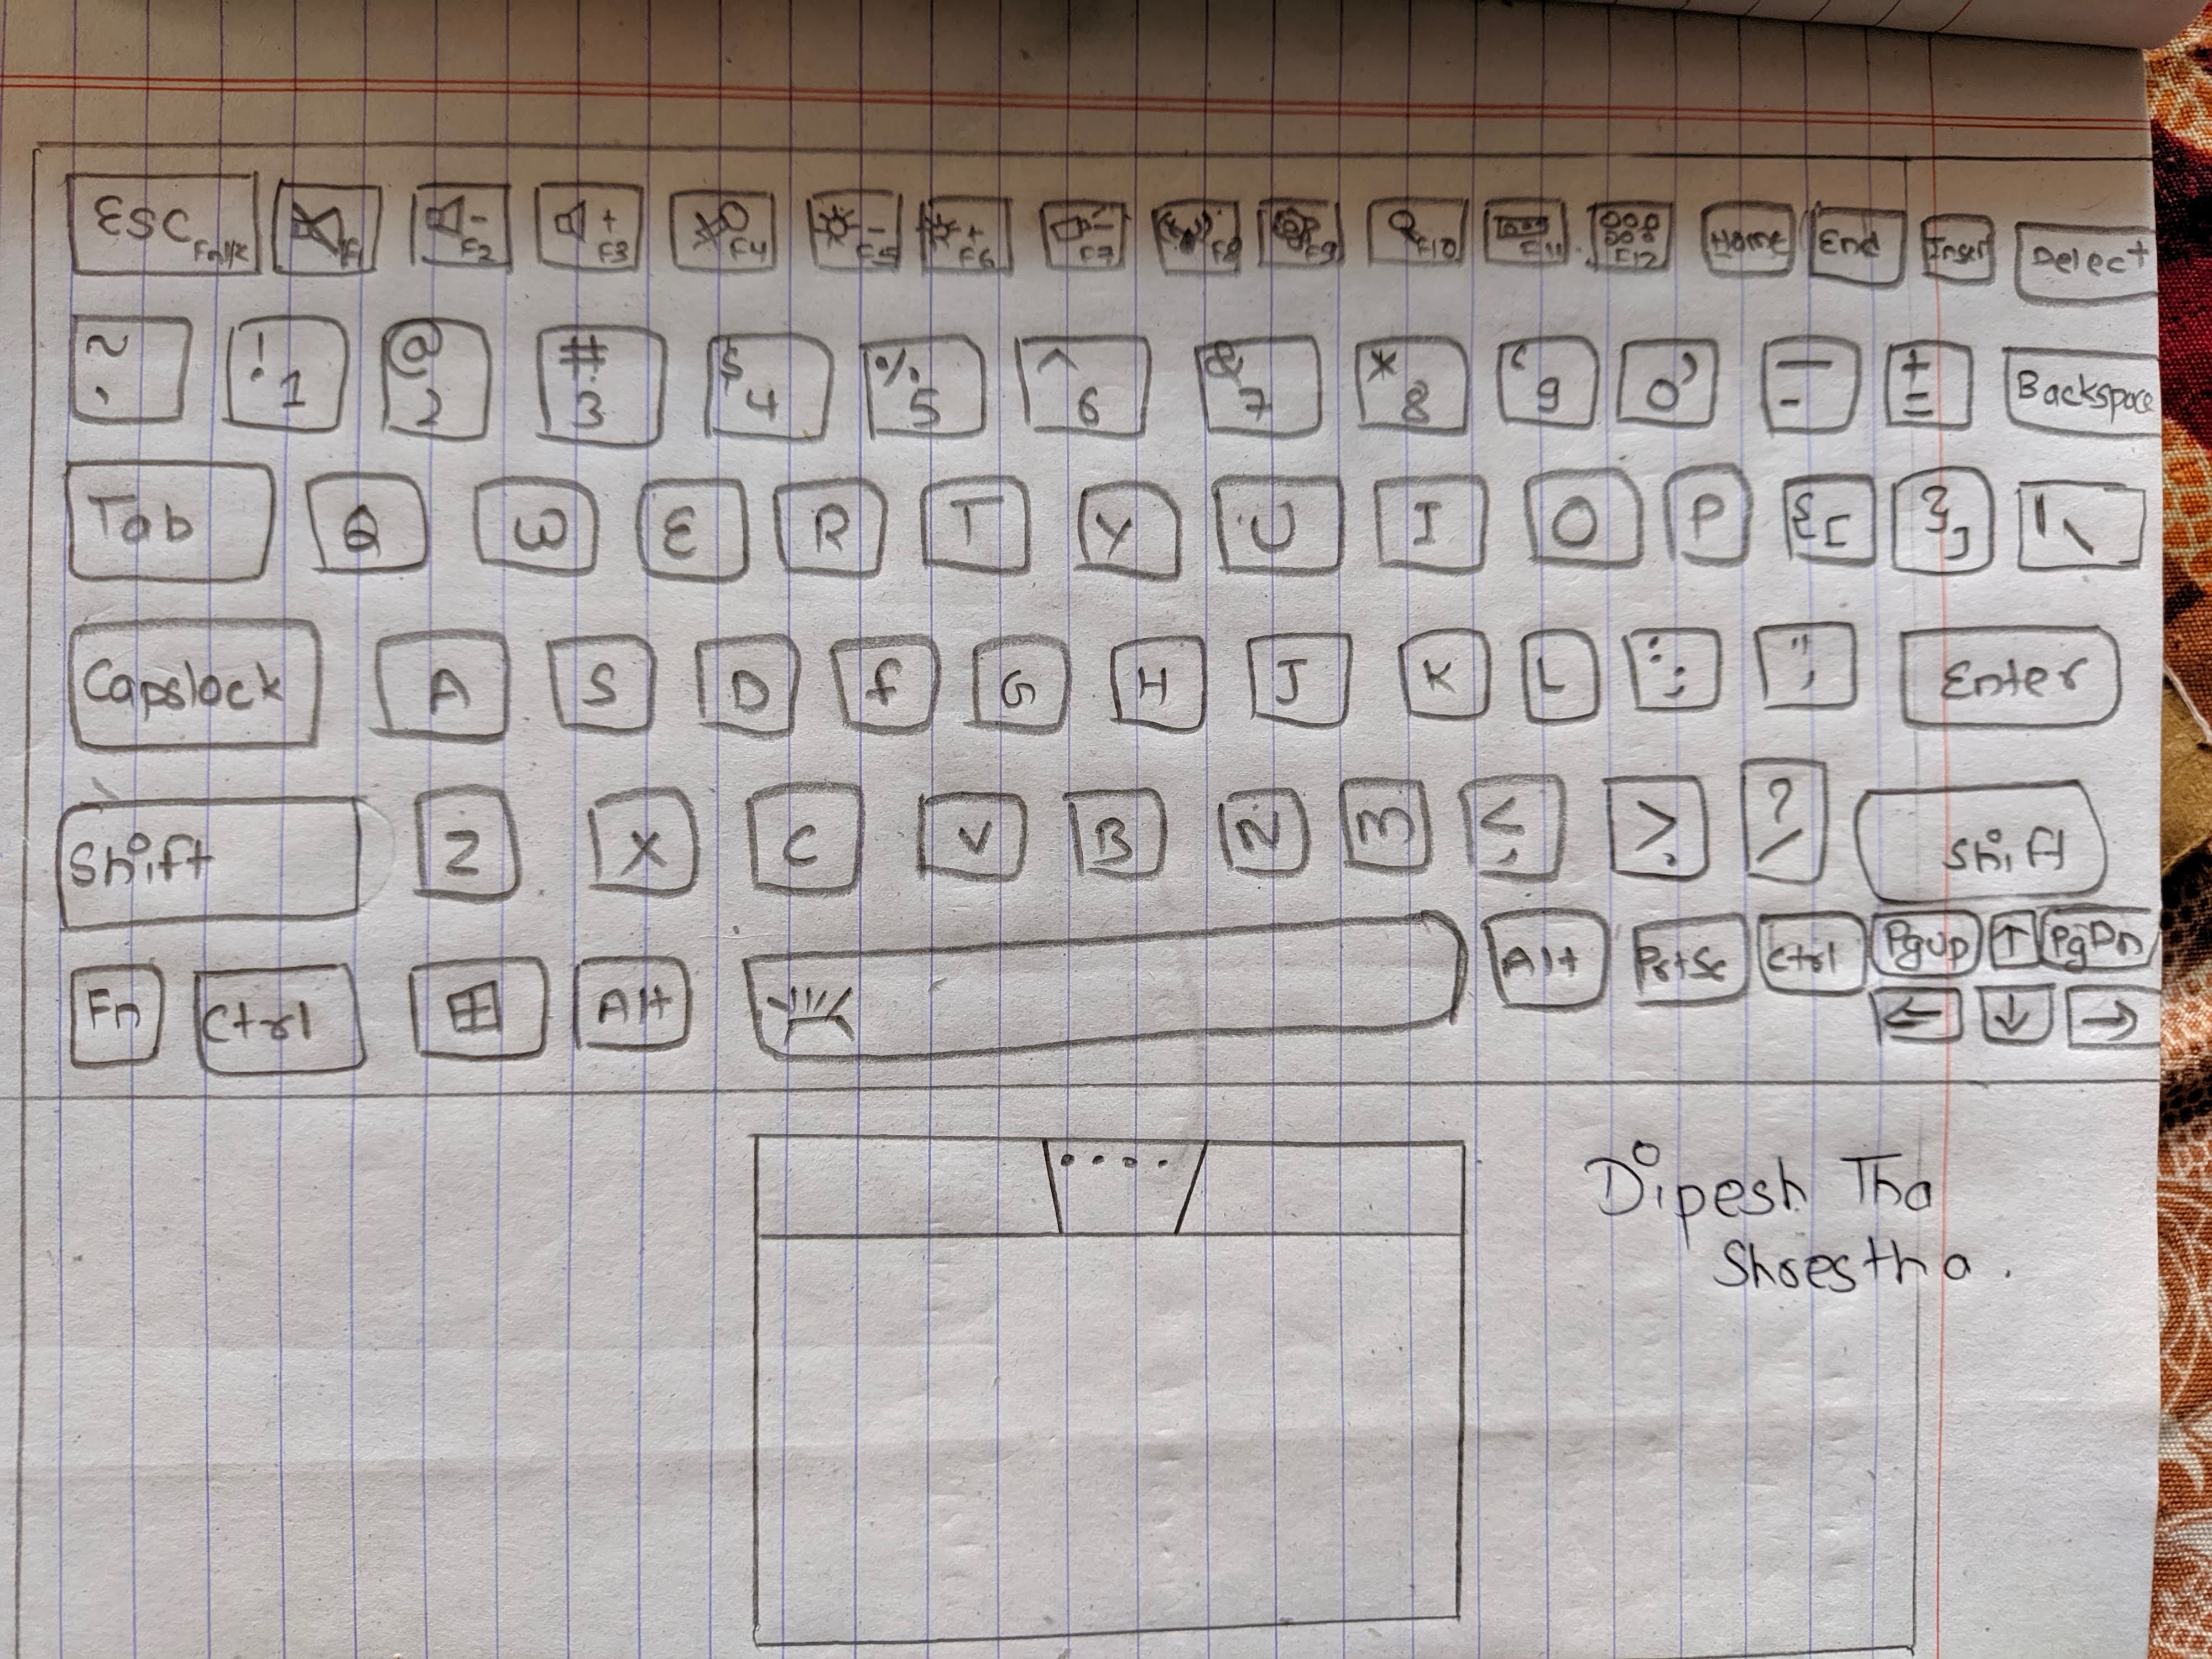 ESC FnLK F1 - F2 + F3 F4 - F5 + F6 F7 F8 F9 F10 F11 F12 Home End Insert Delect
~ ! @ # $ % ^ & * ‘ ’ — +
, 1 2 3 4 5 6 7 8 9 0 - = Backspace
Tab Q W E R T Y U I O P { [ } ] | \
Capslock A S D f G H J K L : ; " , Enter
Shift Z X C V B N m < , > . ? / Shift
Fn Ctrl Alt Alt PrtSc Ctrl PgUp ↑ PgDn
← ↓ →
Dipesh Tha
Shrestha.